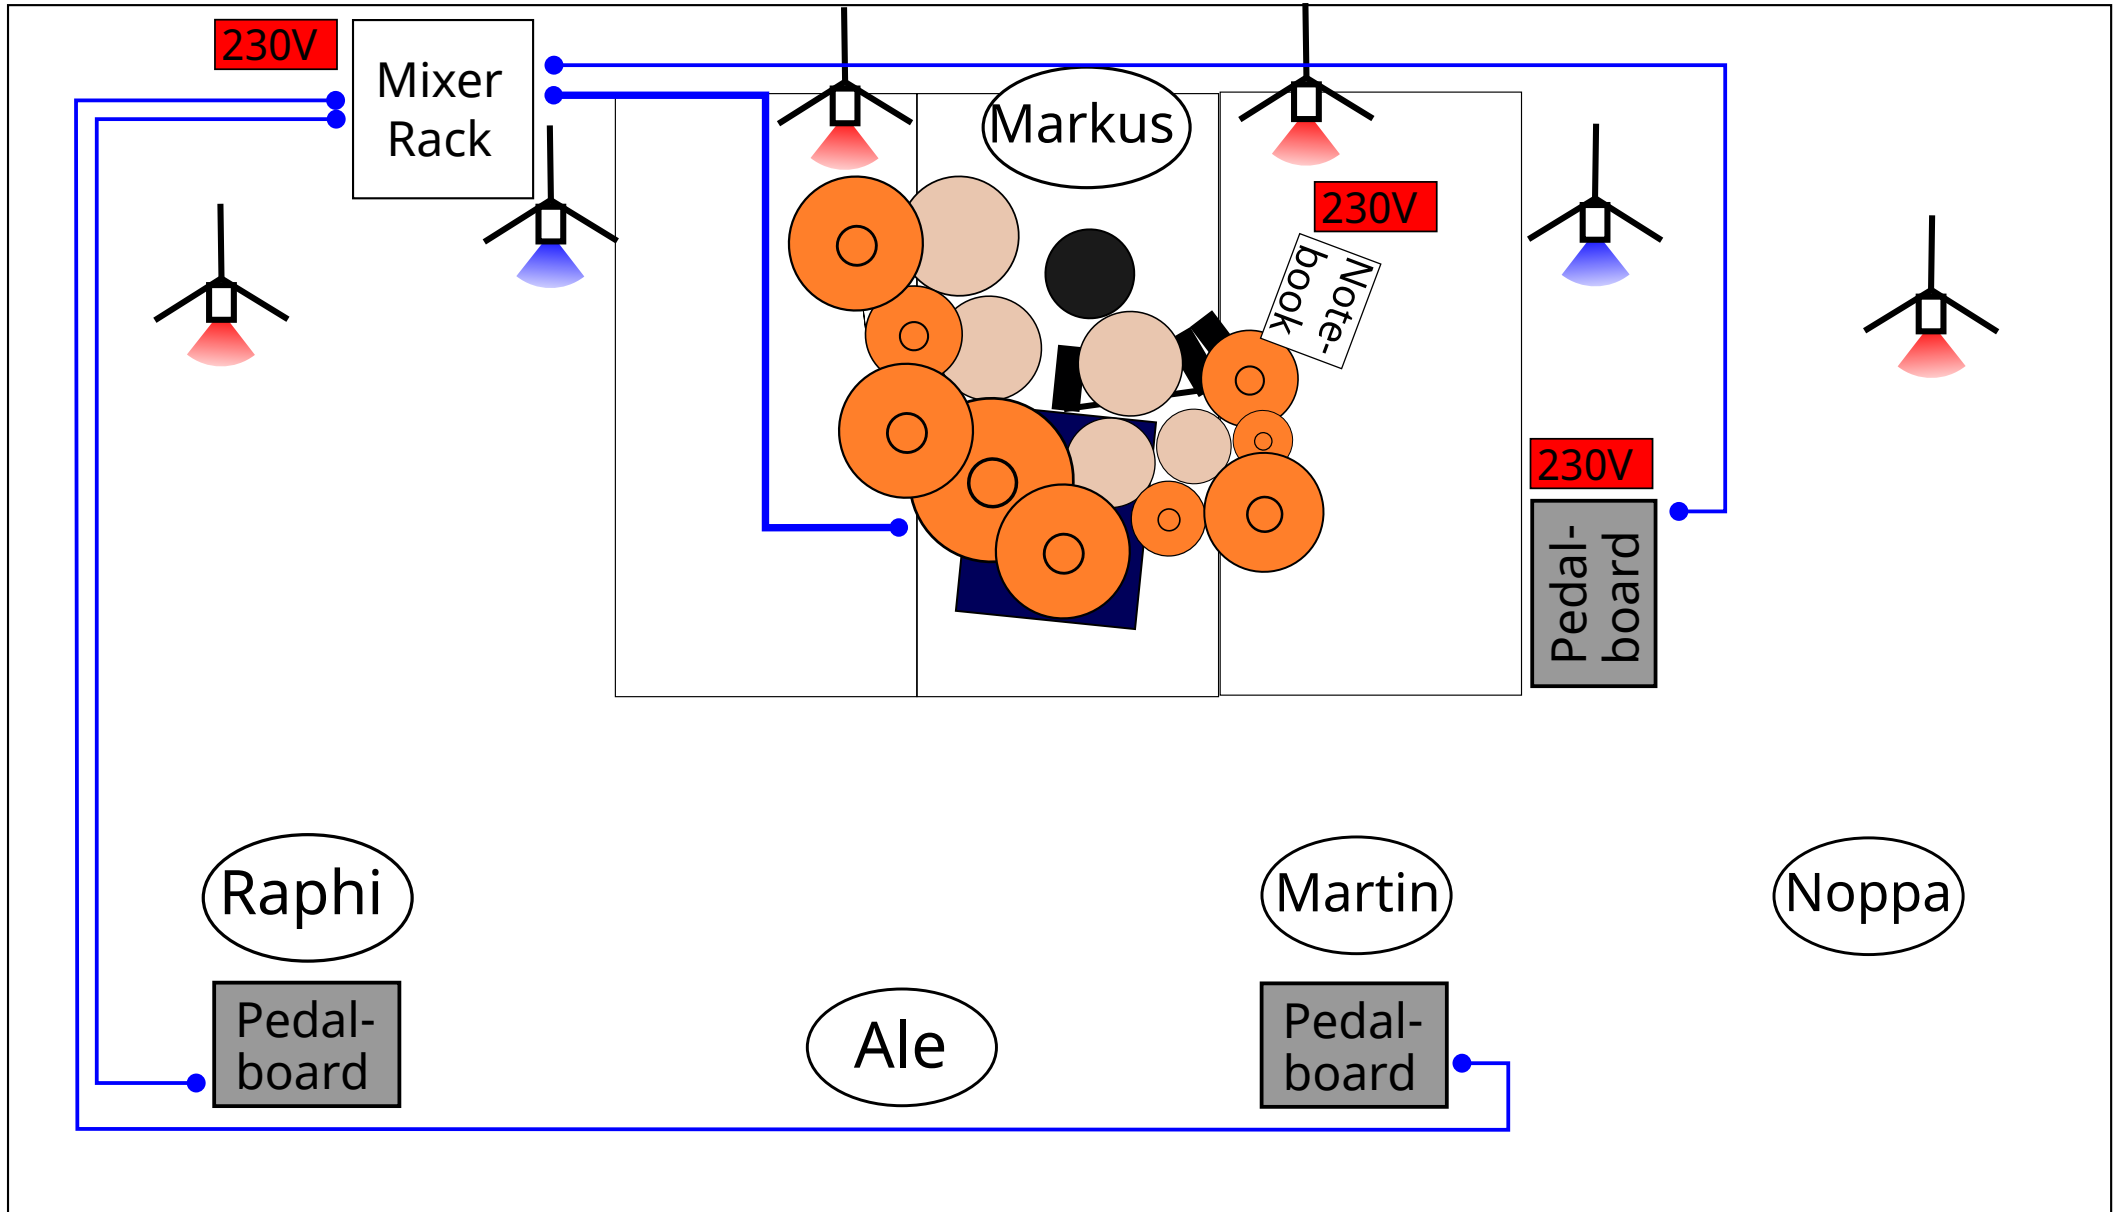 230V
Mixer
Rack
Markus
230V
Note-
book
230V
Pedal-
board
Raphi
Martin
Noppa
Pedal-
board
Ale
Pedal-
board